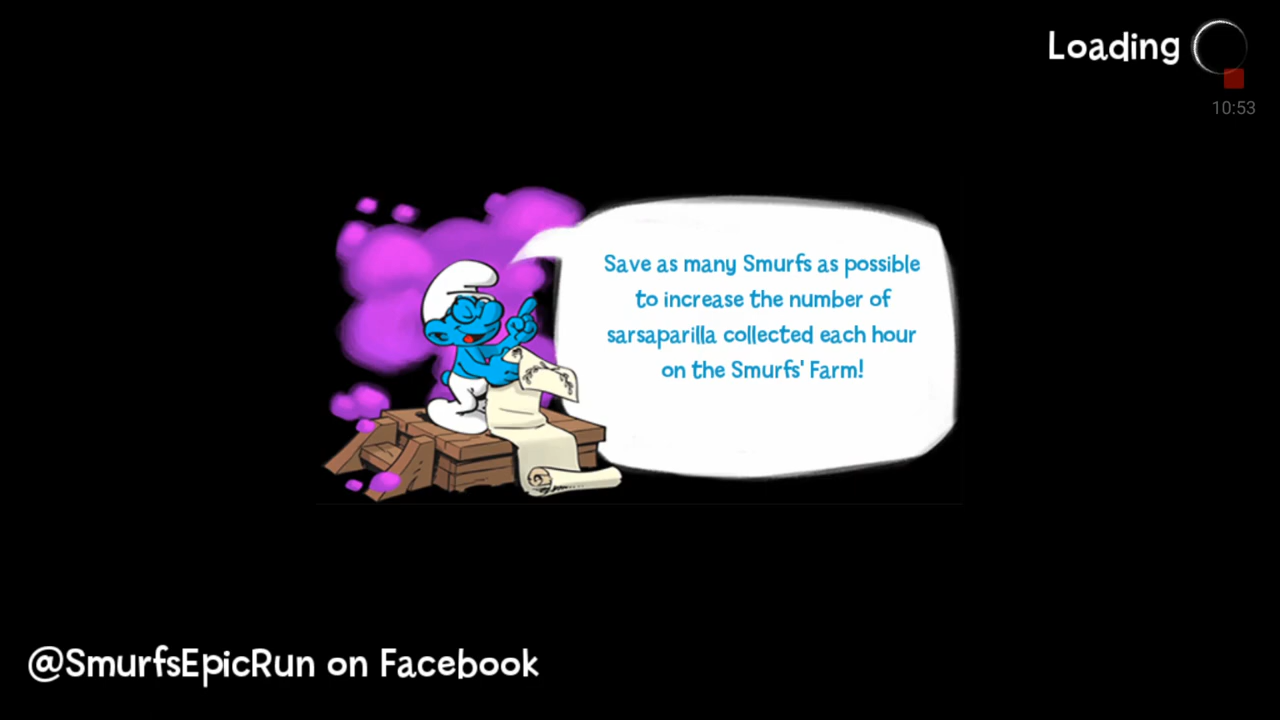 Loading
10:53
Save as many Smurfs as possible
to increase the number of
sarsaparilla collected each hour
on the Smurfs' Farm!
@SmurfsEpicRun on Facebook